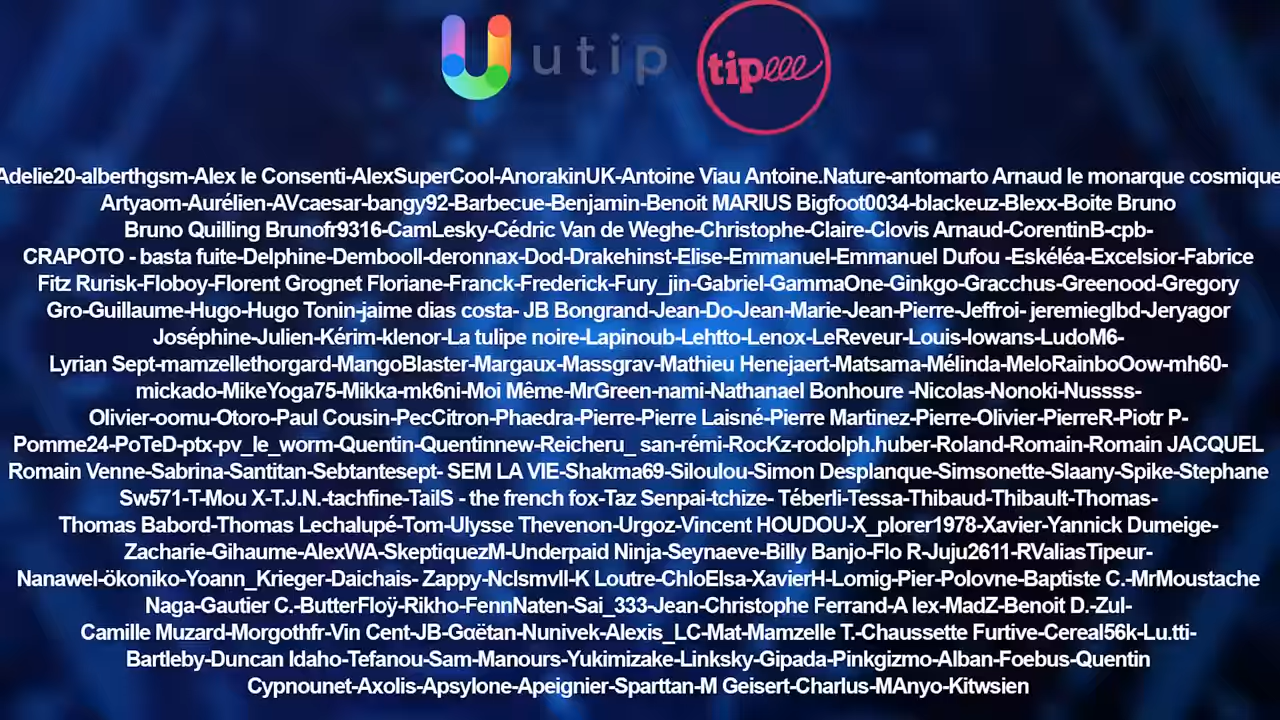 utip tipeee
Adelie20-alberthgsm-Alex le Consenti-AlexSuperCool-AnorakinUK-Antoine Viau Antoine.Nature-antomarto Arnaud le monarque cosmique
Artyaom-Aurélien-AVcaesar-bangy92-Barbecue-Benjamin-Benoit MARIUS Bigfoot0034-blackeuz-Blexx-Boite Bruno
Bruno Quilling Brunofr9316-CamLesky-Cédric Van de Weghe-Christophe-Claire-Clovis Arnaud-CorentinB-cpb-
CRAPOTO - basta fuite-Delphine-Dembooll-deronnax-Dod-Drakehinst-Elise-Emmanuel-Emmanuel Dufou -Eskéléa-Excelsior-Fabrice
Fitz Rurisk-Floboy-Florent Grognet Floriane-Franck-Frederick-Fury_jin-Gabriel-GammaOne-Ginkgo-Gracchus-Greenood-Gregory
Gro-Guillaume-Hugo-Hugo Tonin-jaime dias costa- JB Bongrand-Jean-Do-Jean-Marie-Jean-Pierre-Jeffroi- jeremieglbd-Jeryagor
Joséphine-Julien-Kérim-klenor-La tulipe noire-Lapinoub-Lehtto-Lenox-LeReveur-Louis-lowans-LudoM6-
Lyrian Sept-mamzellethorgard-MangoBlaster-Margaux-Massgrav-Mathieu Henejaert-Matsama-Mélinda-MeloRainboOow-mh60-
mickado-MikeYoga75-Mikka-mk6ni-Moi Même-MrGreen-nami-Nathanael Bonhoure -Nicolas-Nonoki-Nussss-
Olivier-oomu-Otoro-Paul Cousin-PecCitron-Phaedra-Pierre-Pierre Laisné-Pierre Martinez-Pierre-Olivier-PierreR-Piotr P-
Pomme24-PoTeD-ptx-pv_le_worm-Quentin-Quentinnew-Reicheru_ san-rémi-RocKz-rodolph.huber-Roland-Romain-Romain JACQUEL
Romain Venne-Sabrina-Santitan-Sebtantesept- SEM LA VIE-Shakma69-Siloulou-Simon Desplanque-Simsonette-Slaany-Spike-Stephane
Sw571-T-Mou X-T.J.N.-tachfine-TailS - the french fox-Taz Senpai-tchize- Téberli-Tessa-Thibaud-Thibault-Thomas-
Thomas Babord-Thomas Lechalupé-Tom-Ulysse Thevenon-Urgoz-Vincent HOUDOU-X_plorer1978-Xavier-Yannick Dumeige-
Zacharie-Gihaume-AlexWA-SkeptiquezM-Underpaid Ninja-Seynaeve-Billy Banjo-Flo R-Juju2611-RValiasTipeur-
Nanawel-ökoniko-Yoann_Krieger-Daichais- Zappy-Nclsmvll-K Loutre-ChloElsa-XavierH-Lomig-Pier-Polovne-Baptiste C.-MrMoustache
Naga-Gautier C.-ButterFloÿ-Rikho-FennNaten-Sai_333-Jean-Christophe Ferrand-A lex-MadZ-Benoit D.-Zul-
Camille Muzard-Morgothfr-Vin Cent-JB-Gαëtan-Nunivek-Alexis_LC-Mat-Mamzelle T.-Chaussette Furtive-Cereal56k-Lu.tti-
Bartleby-Duncan Idaho-Tefanou-Sam-Manours-Yukimizake-Linksky-Gipada-Pinkgizmo-Alban-Foebus-Quentin
Cypnounet-Axolis-Apsylone-Apeignier-Sparttan-M Geisert-Charlus-MAnyo-Kitwsien